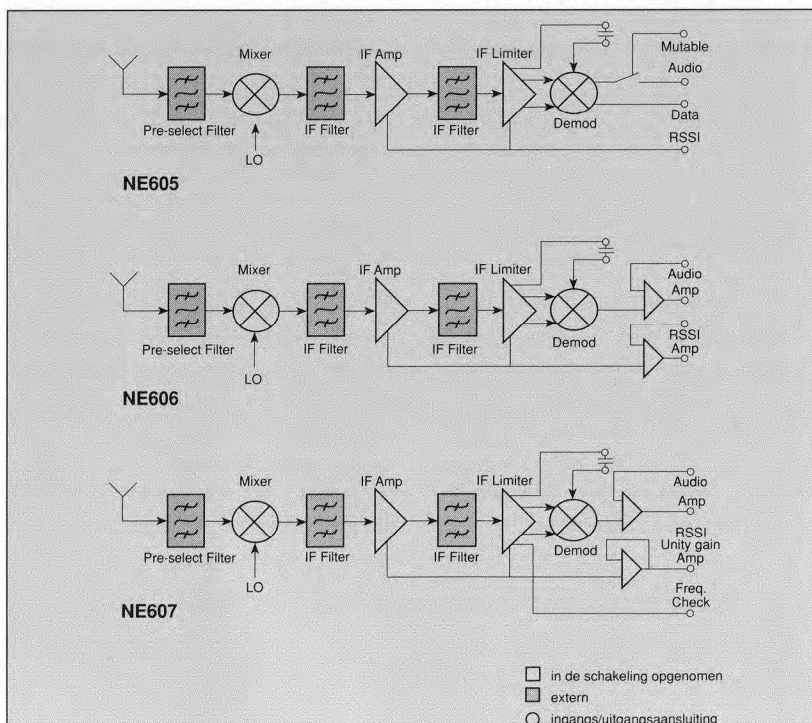 Mixer
IF Amp
IF Limiter
Mutable
Audio
Data
RSSI
Pre-select Filter
IF Filter
IF Filter
Demod
LO
NE605
Mixer
IF Amp
IF Limiter
Audio
Amp
RSSI
Amp
Pre-select Filter
IF Filter
IF Filter
Demod
LO
NE606
Mixer
IF Amp
IF Limiter
Audio
Amp
RSSI
Unity gain
Amp
Freq.
Check
Pre-select Filter
IF Filter
IF Filter
Demod
LO
NE607
in de schakeling opgenomen
extern
ingangs/uitgangsaansluiting